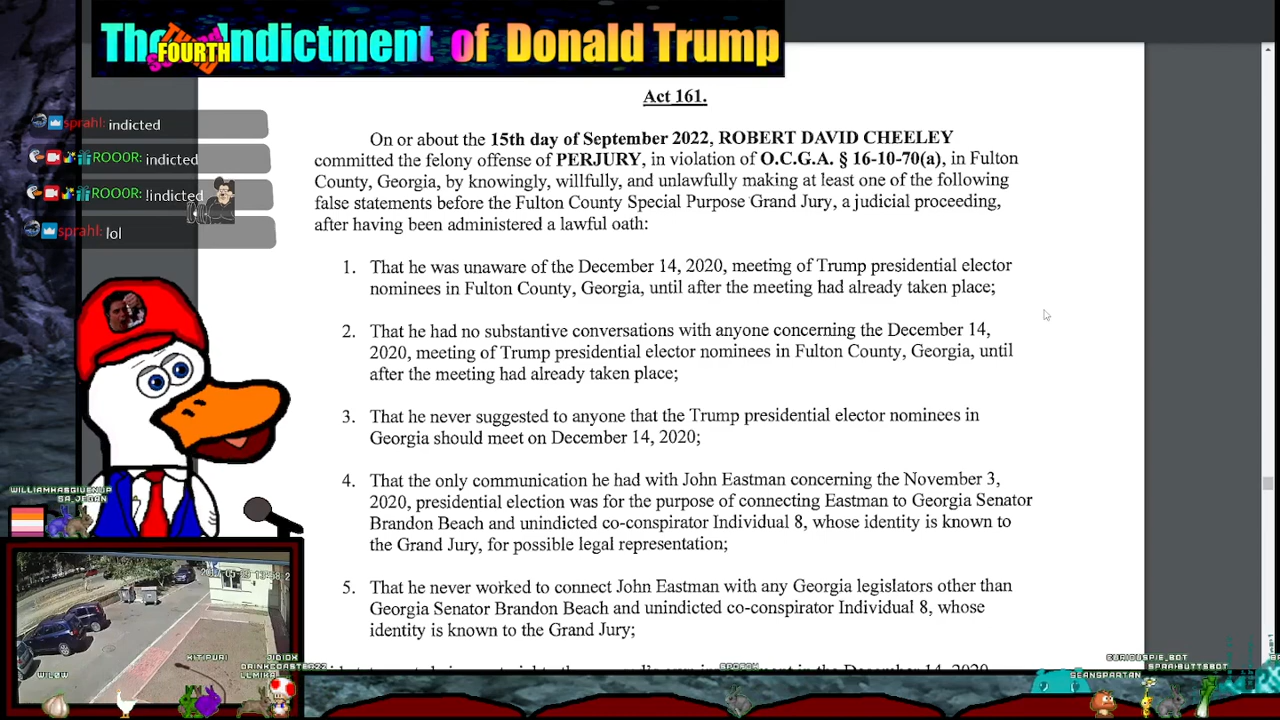 The FOURTH Indictment of Donald Trump
sprahl: indicted
ROOOR: indicted
ROOOR: !indicted
sprahl: lol
Act 161.
On or about the 15th day of September 2022, ROBERT DAVID CHEELEY
committed the felony offense of PERJURY, in violation of O.C.G.A. § 16-10-70(a), in Fulton
County, Georgia, by knowingly, willfully, and unlawfully making at least one of the following
false statements before the Fulton County Special Purpose Grand Jury, a judicial proceeding,
after having been administered a lawful oath:
1. That he was unaware of the December 14, 2020, meeting of Trump presidential elector
nominees in Fulton County, Georgia, until after the meeting had already taken place;
2. That he had no substantive conversations with anyone concerning the December 14,
2020, meeting of Trump presidential elector nominees in Fulton County, Georgia, until
after the meeting had already taken place;
3. That he never suggested to anyone that the Trump presidential elector nominees in
Georgia should meet on December 14, 2020;
4. That the only communication he had with John Eastman concerning the November 3,
2020, presidential election was for the purpose of connecting Eastman to Georgia Senator
Brandon Beach and unindicted co-conspirator Individual 8, whose identity is known to
the Grand Jury, for possible legal representation;
5. That he never worked to connect John Eastman with any Georgia legislators other than
Georgia Senator Brandon Beach and unindicted co-conspirator Individual 8, whose
identity is known to the Grand Jury;
WILLIAMHASGIVENUP
SA_JEGAN
WILOW
KITIPURI
JIDIOK
DRINKCOASTER22
LLMIKA
CURIOUSPIE_BOT
SEANSPARTAN
SPRAIBUTTSBOT